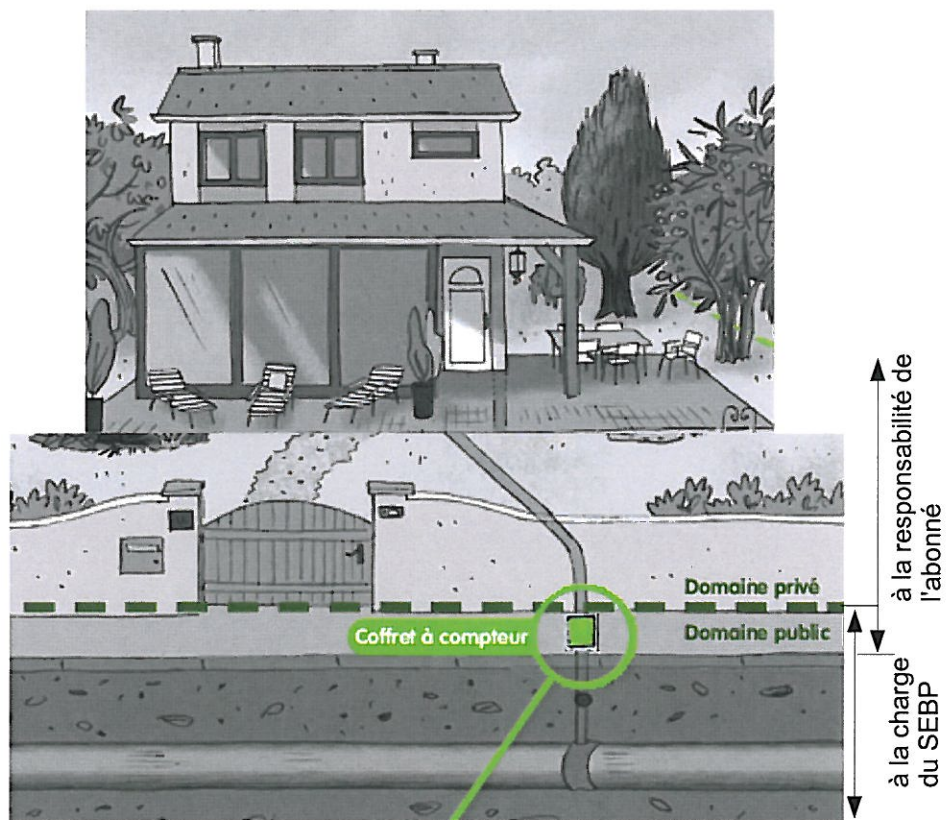 à la responsabilité de
l'abonné
Domaine privé
Coffret à compteur
Domaine public
à la charge
du SEBP